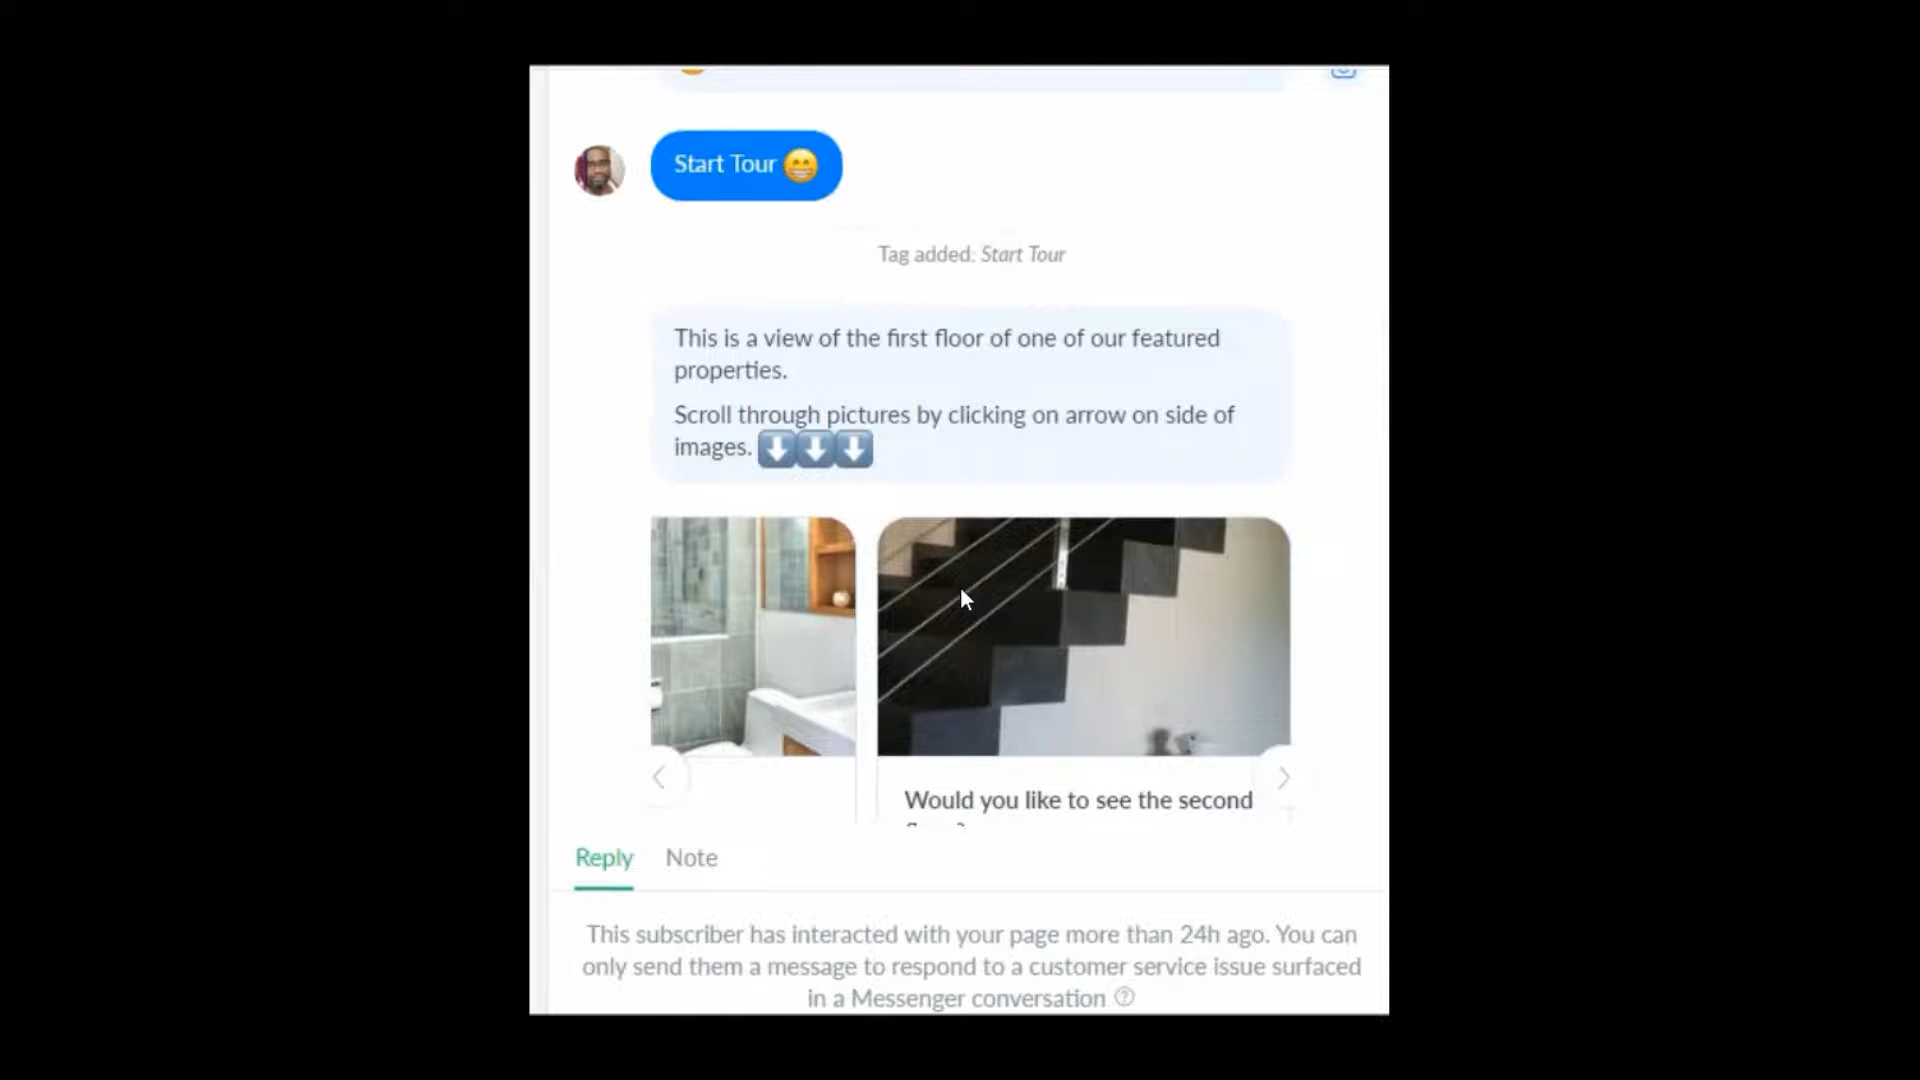 Start Tour 😁
Tag added: Start Tour
This is a view of the first floor of one of our featured
properties.
Scroll through pictures by clicking on arrow on side of
images. ⬇️⬇️⬇️
Would you like to see the second
Reply Note
This subscriber has interacted with your page more than 24h ago. You can
only send them a message to respond to a customer service issue surfaced
in a Messenger conversation